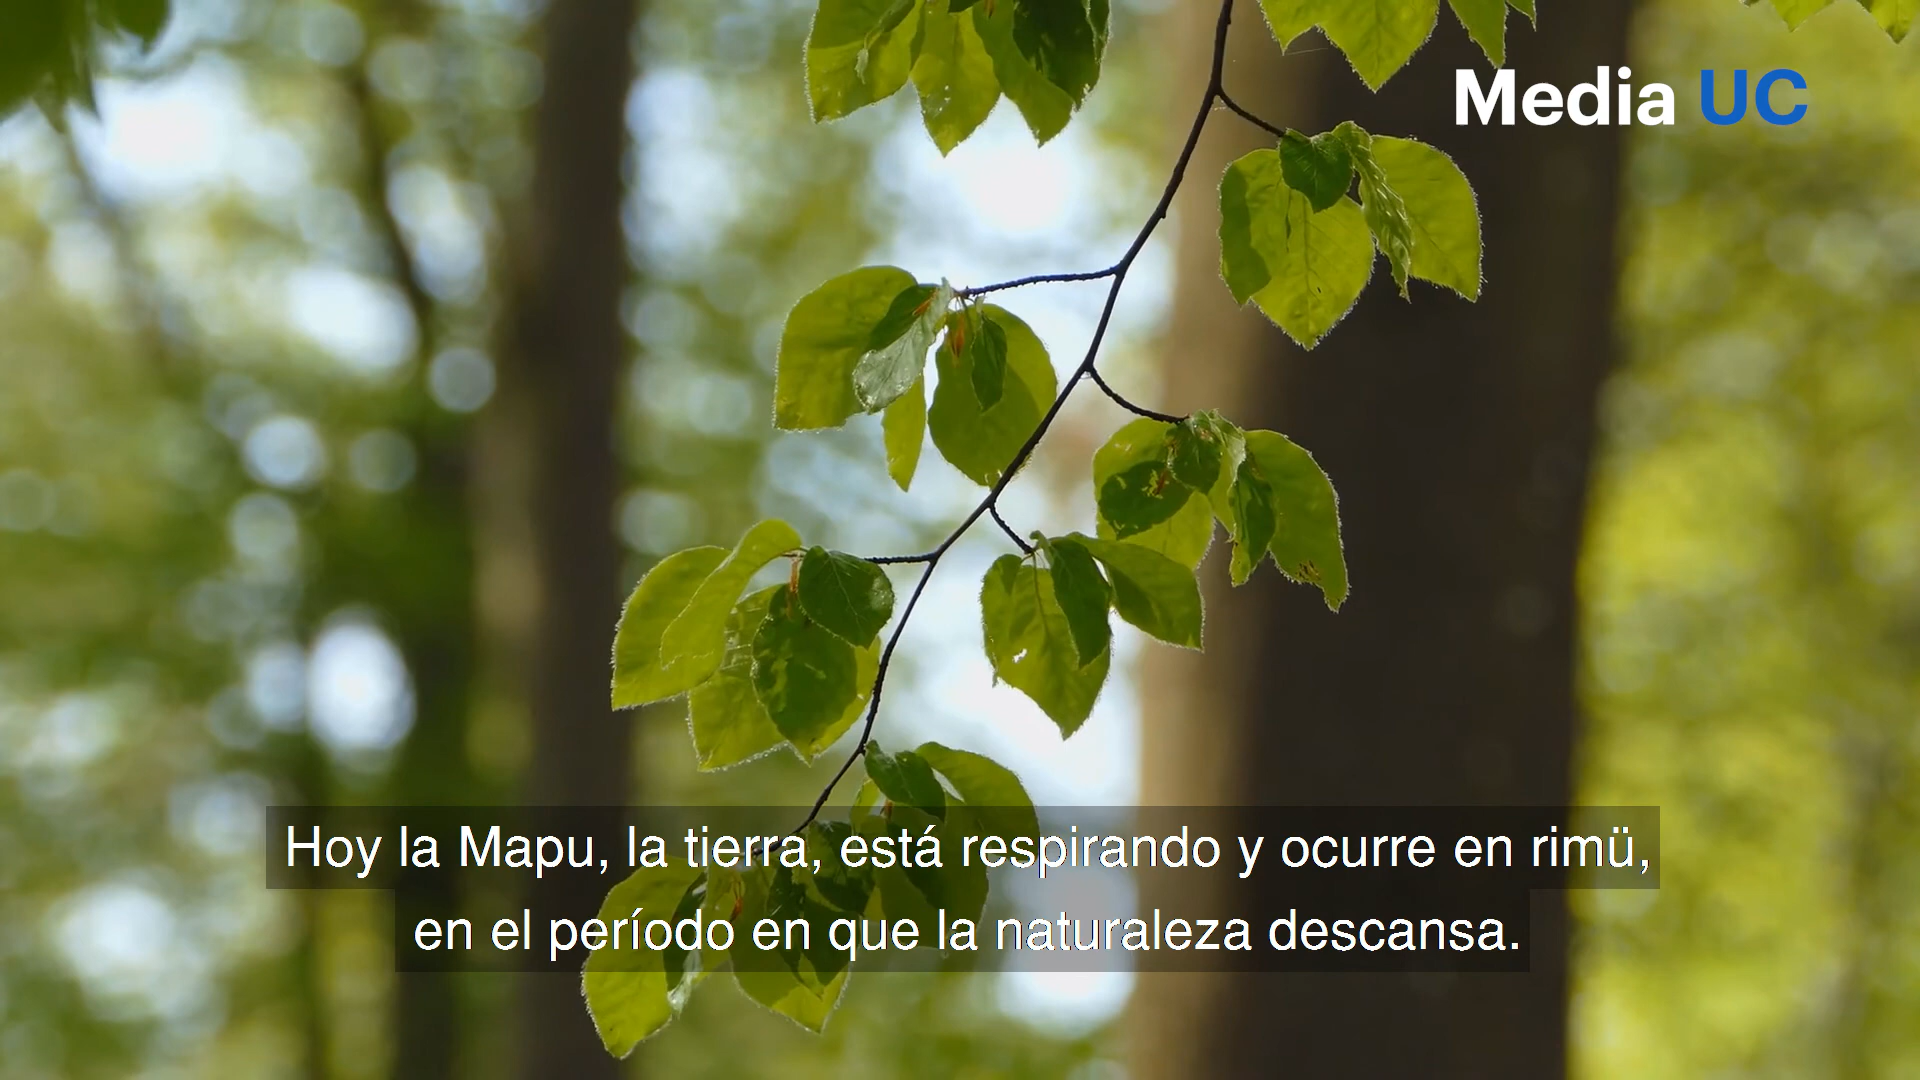 Media UC
Hoy la Mapu, la tierra, está respirando y ocurre en rimü,
en el período en que la naturaleza descansa.